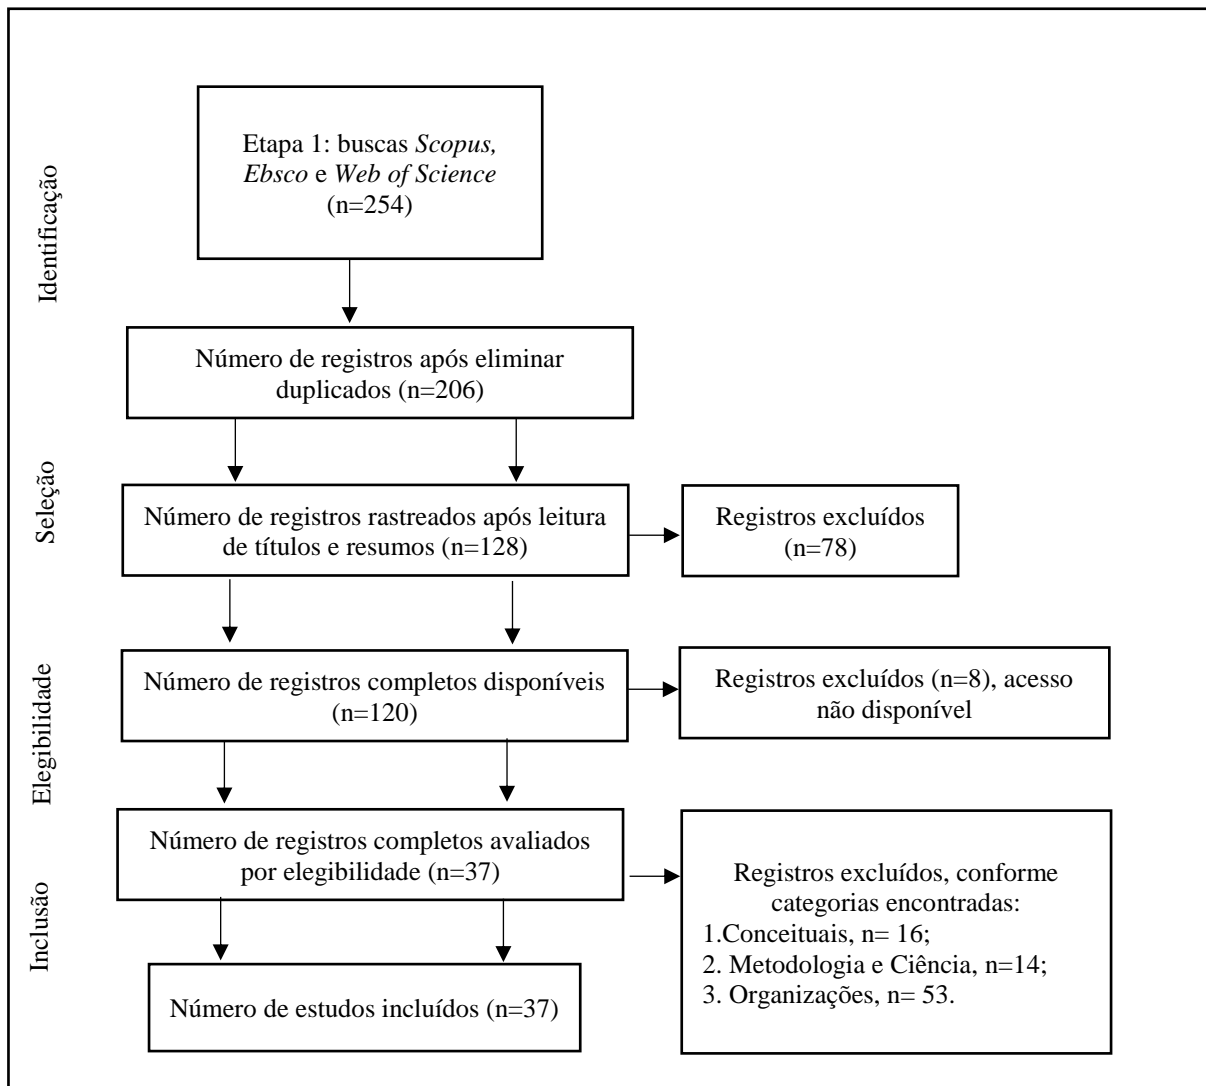 Identificação
Etapa 1: buscas Scopus,
Ebsco e Web of Science
(n=254)
Número de registros após eliminar
duplicados (n=206)
Seleção
Número de registros rastreados após leitura
de títulos e resumos (n=128)
Registros excluídos
(n=78)
Elegibilidade
Número de registros completos disponíveis
(n=120)
Registros excluídos (n=8), acesso
não disponível
Inclusão
Número de registros completos avaliados
por elegibilidade (n=37)
Registros excluídos, conforme
categorias encontradas:
1.Conceituais, n= 16;
2. Metodologia e Ciência, n=14;
3. Organizações, n= 53.
Número de estudos incluídos (n=37)